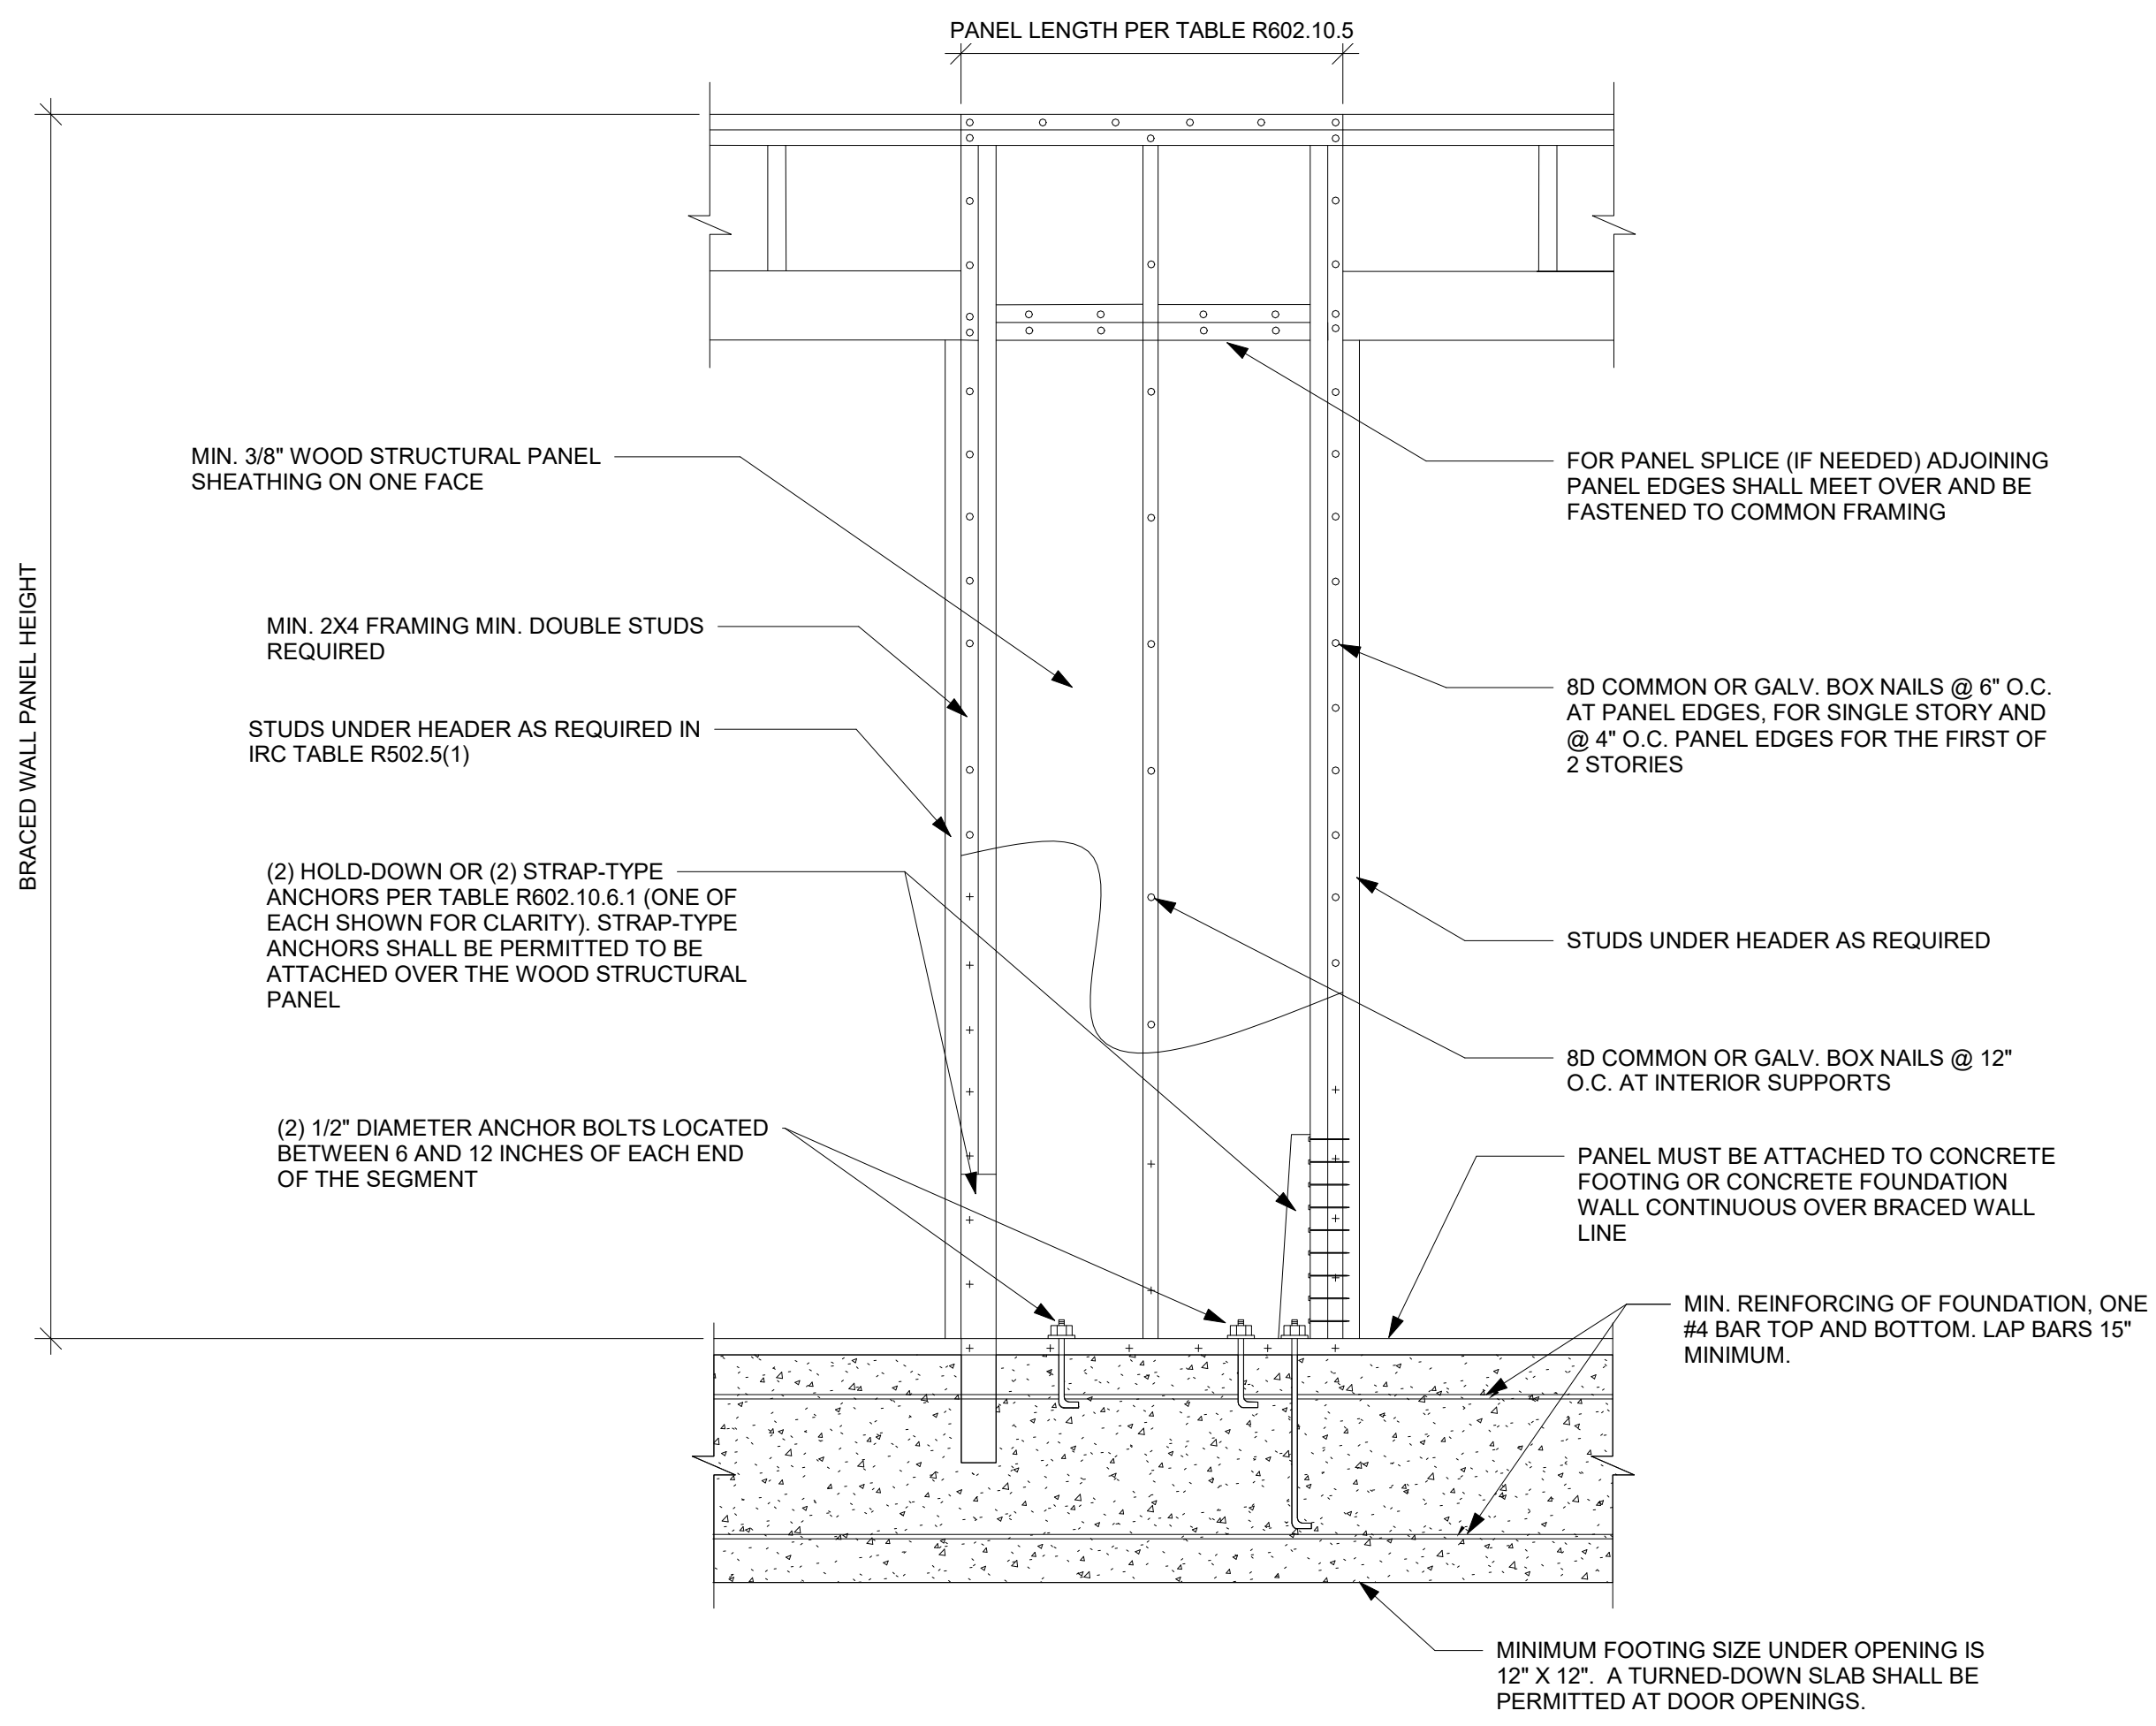 PANEL LENGTH PER TABLE R602.10.5
BRACED WALL PANEL HEIGHT
MIN. 3/8" WOOD STRUCTURAL PANEL
SHEATHING ON ONE FACE
MIN. 2X4 FRAMING MIN. DOUBLE STUDS
REQUIRED
STUDS UNDER HEADER AS REQUIRED IN
IRC TABLE R502.5(1)
(2) HOLD-DOWN OR (2) STRAP-TYPE
ANCHORS PER TABLE R602.10.6.1 (ONE OF
EACH SHOWN FOR CLARITY). STRAP-TYPE
ANCHORS SHALL BE PERMITTED TO BE
ATTACHED OVER THE WOOD STRUCTURAL
PANEL
(2) 1/2" DIAMETER ANCHOR BOLTS LOCATED
BETWEEN 6 AND 12 INCHES OF EACH END
OF THE SEGMENT
FOR PANEL SPLICE (IF NEEDED) ADJOINING
PANEL EDGES SHALL MEET OVER AND BE
FASTENED TO COMMON FRAMING
8D COMMON OR GALV. BOX NAILS @ 6" O.C.
AT PANEL EDGES, FOR SINGLE STORY AND
@ 4" O.C. PANEL EDGES FOR THE FIRST OF
2 STORIES
STUDS UNDER HEADER AS REQUIRED
8D COMMON OR GALV. BOX NAILS @ 12"
O.C. AT INTERIOR SUPPORTS
PANEL MUST BE ATTACHED TO CONCRETE
FOOTING OR CONCRETE FOUNDATION
WALL CONTINUOUS OVER BRACED WALL
LINE
MIN. REINFORCING OF FOUNDATION, ONE
#4 BAR TOP AND BOTTOM. LAP BARS 15"
MINIMUM.
MINIMUM FOOTING SIZE UNDER OPENING IS
12" X 12".  A TURNED-DOWN SLAB SHALL BE
PERMITTED AT DOOR OPENINGS.